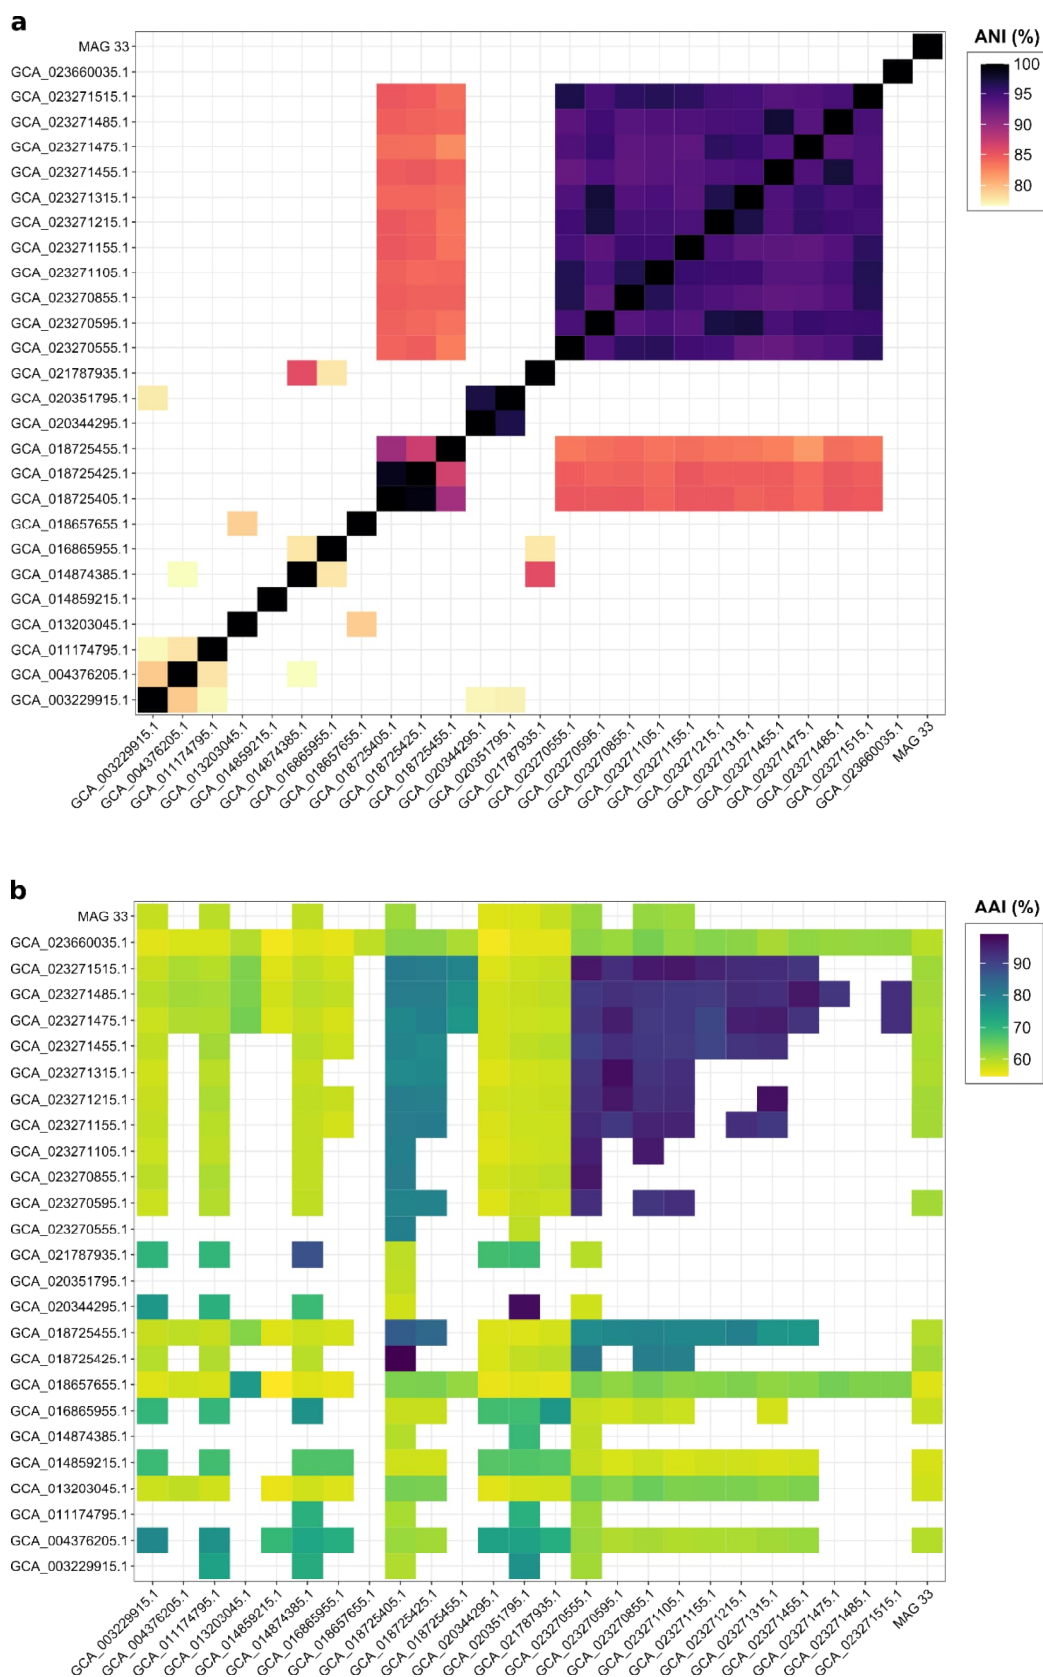 a
MAG 33
GCA_023660035.1
GCA_023271515.1
GCA_023271485.1
GCA_023271475.1
GCA_023271455.1
GCA_023271315.1
GCA_023271215.1
GCA_023271155.1
GCA_023271105.1
GCA_023270855.1
GCA_023270595.1
GCA_023270555.1
GCA_021787935.1
GCA_020351795.1
GCA_020344295.1
GCA_018725455.1
GCA_018725425.1
GCA_018725405.1
GCA_018657655.1
GCA_016865955.1
GCA_014874385.1
GCA_014859215.1
GCA_013203045.1
GCA_011174795.1
GCA_004376205.1
GCA_003229915.1
GCA_003229915.1
GCA_004376205.1
GCA_011174795.1
GCA_013203045.1
GCA_014859215.1
GCA_014874385.1
GCA_016865955.1
GCA_018657655.1
GCA_018725405.1
GCA_018725425.1
GCA_018725455.1
GCA_020344295.1
GCA_020351795.1
GCA_021787935.1
GCA_023270555.1
GCA_023270595.1
GCA_023270855.1
GCA_023271105.1
GCA_023271155.1
GCA_023271215.1
GCA_023271315.1
GCA_023271455.1
GCA_023271475.1
GCA_023271485.1
GCA_023271515.1
GCA_023660035.1
MAG 33
ANI (%)
100
95
90
85
80
b
MAG 33
GCA_023660035.1
GCA_023271515.1
GCA_023271485.1
GCA_023271475.1
GCA_023271455.1
GCA_023271315.1
GCA_023271215.1
GCA_023271155.1
GCA_023271105.1
GCA_023270855.1
GCA_023270595.1
GCA_023270555.1
GCA_021787935.1
GCA_020351795.1
GCA_020344295.1
GCA_018725455.1
GCA_018725425.1
GCA_018657655.1
GCA_016865955.1
GCA_014874385.1
GCA_014859215.1
CCA_013203045.1
GCA_011174795.1
GCA_004376205.1
GCA_003229915.1
GCA_003229915.1
GCA_004376205.1
GCA_011174795.1
GCA_013203045.1
GCA_014859215.1
GCA_014874385.1
GCA_016865955.1
GCA_018657655.1
GCA_018725405.1
GCA_018725425.1
GCA_018725455.1
GCA_020344295.1
GCA_020351795.1
GCA_021787935.1
GCA_023270555.1
GCA_023270595.1
GCA_023270855.1
GCA_023271105.1
GCA_023271155.1
GCA_023271215.1
GCA_023271315.1
GCA_023271455.1
GCA_023271475.1
GCA_023271485.1
GCA_023271515.1
MAG 33
AAI (%)
90
80
70
60